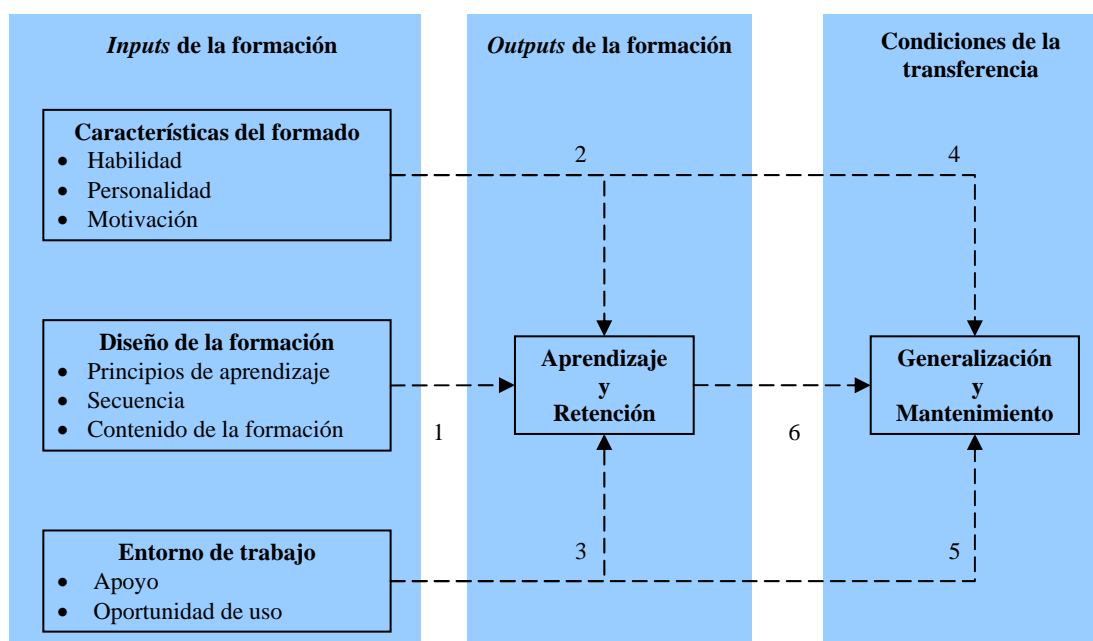 Inputs de la formación
Outputs de la formación
Condiciones de la
transferencia
Características del formado
• Habilidad
• Personalidad
• Motivación
2
4
Diseño de la formación
• Principios de aprendizaje
• Secuencia
• Contenido de la formación
1
Aprendizaje
y
Retención
6
Generalización
y
Mantenimiento
Entorno de trabajo
• Apoyo
• Oportunidad de uso
3
5